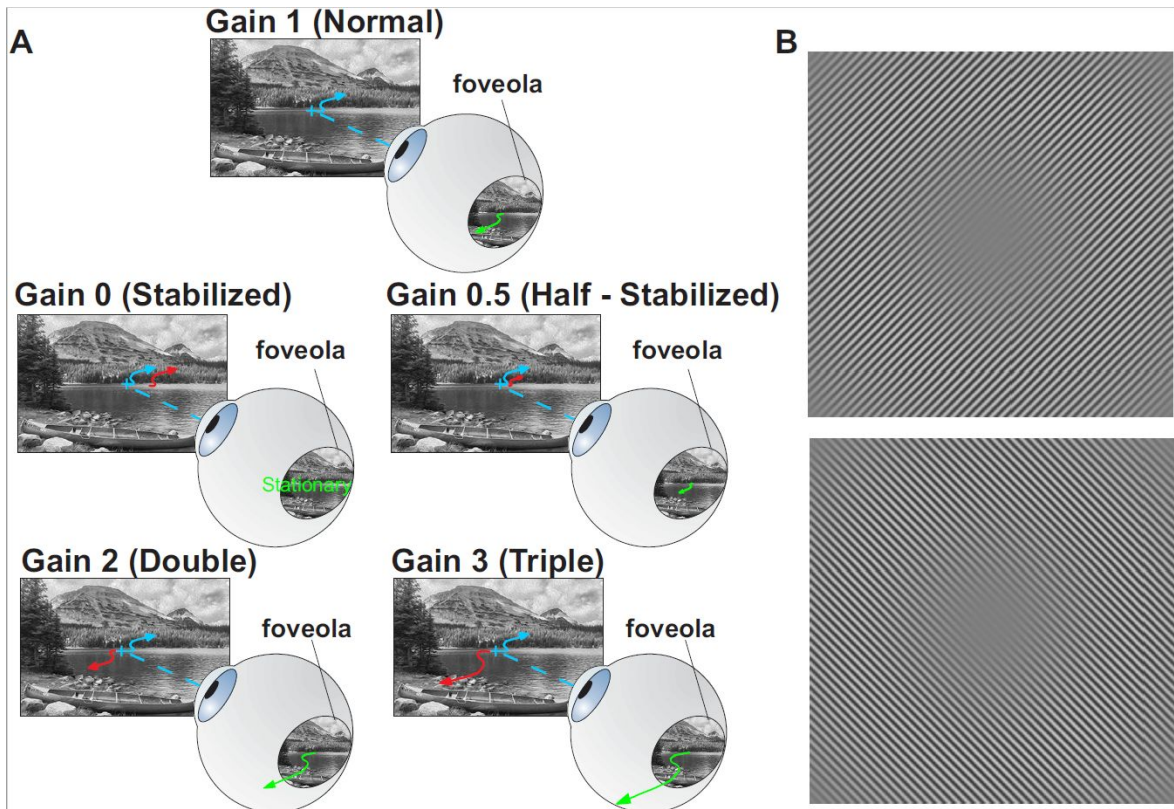 A
Gain 1 (Normal)
foveola
B
Gain 0 (Stabilized)
Gain 0.5 (Half - Stabilized)
foveola
foveola
Stationary
Gain 2 (Double)
Gain 3 (Triple)
foveola
foveola